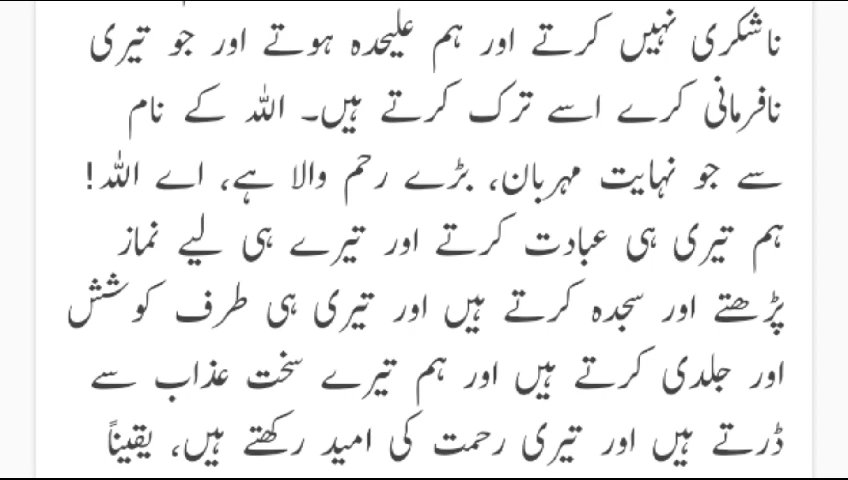 ناشکری نہیں کرتے اور ہم علیحدہ ہوتے اور جو تیری
نافرمانی کرے اسے ترک کرتے ہیں۔ اللہ کے نام
سے جو نہایت مہربان، بڑے رحم والا ہے، اے اللہ!
ہم تیری ہی عبادت کرتے اور تیرے ہی لیے نماز
پڑھتے اور سجدہ کرتے ہیں اور تیری ہی طرف کوشش
اور جلدی کرتے ہیں اور ہم تیرے سخت عذاب سے
ڈرتے ہیں اور تیری رحمت کی امید رکھتے ہیں، یقیناً